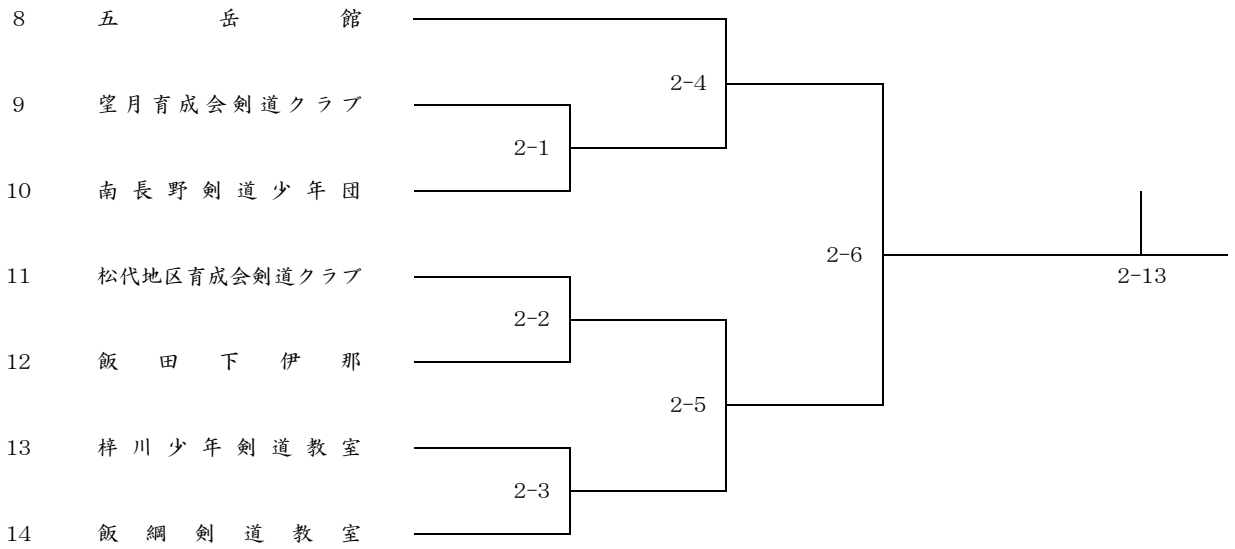 8 五岳館
2-4
9 望月育成会剣道クラブ
2-1
10 南長野剣道少年団
2-6
11 松代地区育成会剣道クラブ
2-13
2-2
12 飯田下伊那
2-5
13 梓川少年剣道教室
2-3
14 飯綱剣道教室